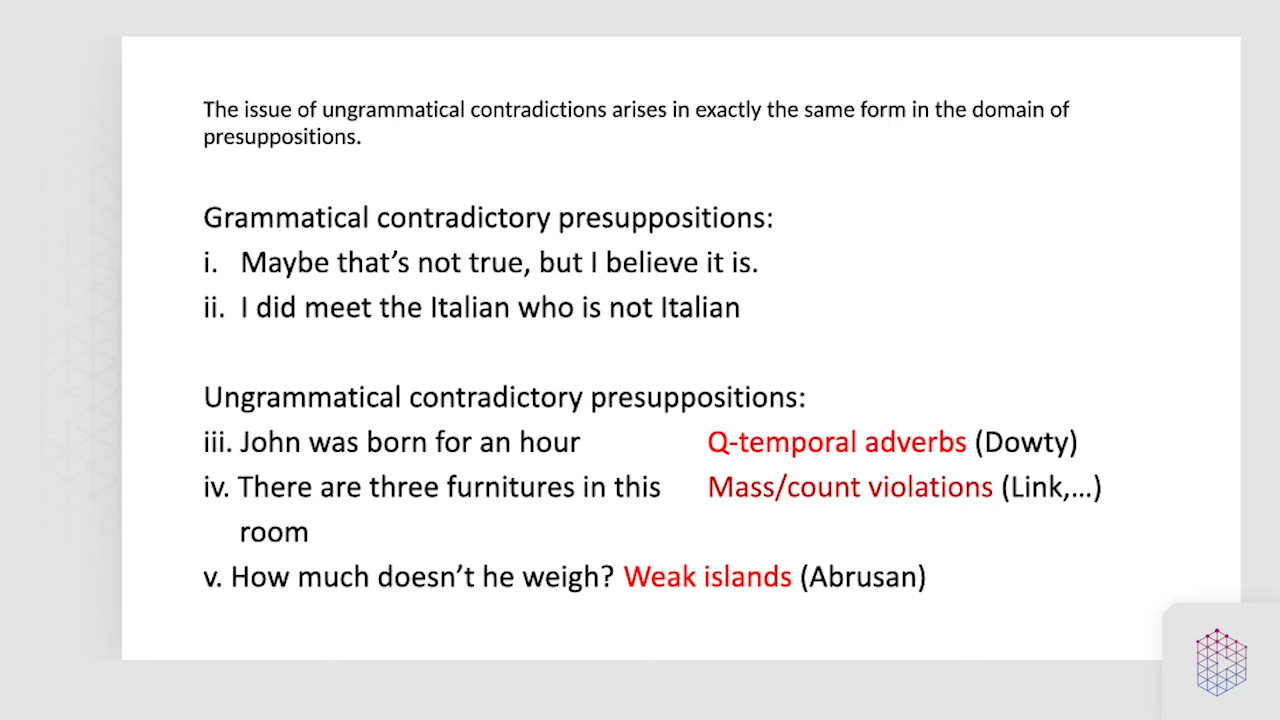 The issue of ungrammatical contradictions arises in exactly the same form in the domain of
presuppositions.
Grammatical contradictory presuppositions:
i. Maybe that’s not true, but I believe it is.
ii. I did meet the Italian who is not Italian
Ungrammatical contradictory presuppositions:
iii. John was born for an hour Q-temporal adverbs (Dowty)
iv. There are three furnitures in this Mass/count violations (Link,...)
room
v. How much doesn’t he weigh? Weak islands (Abrusan)